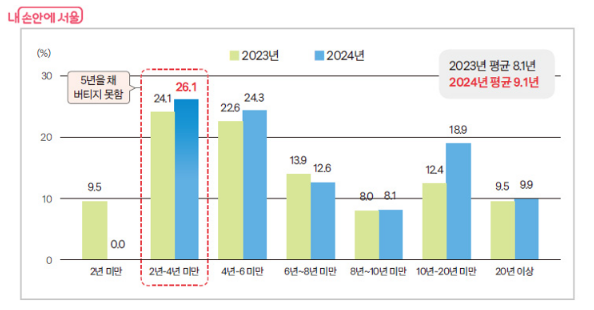 내 손안에 서울
(%)
2023년 2024년
2023년 평균 8.1년
2024년 평균 9.1년
5년을 채
버티지 못함
30
20
10
0
9.5 0.0
24.1 26.1
22.6 24.3
13.9 12.6
8.0 8.1
12.4 18.9
9.5 9.9
2년 미만 2년-4년 미만 4년-6 미만 6년~8년 미만 8년~10년 미만 10년-20년 미만 20년 이상